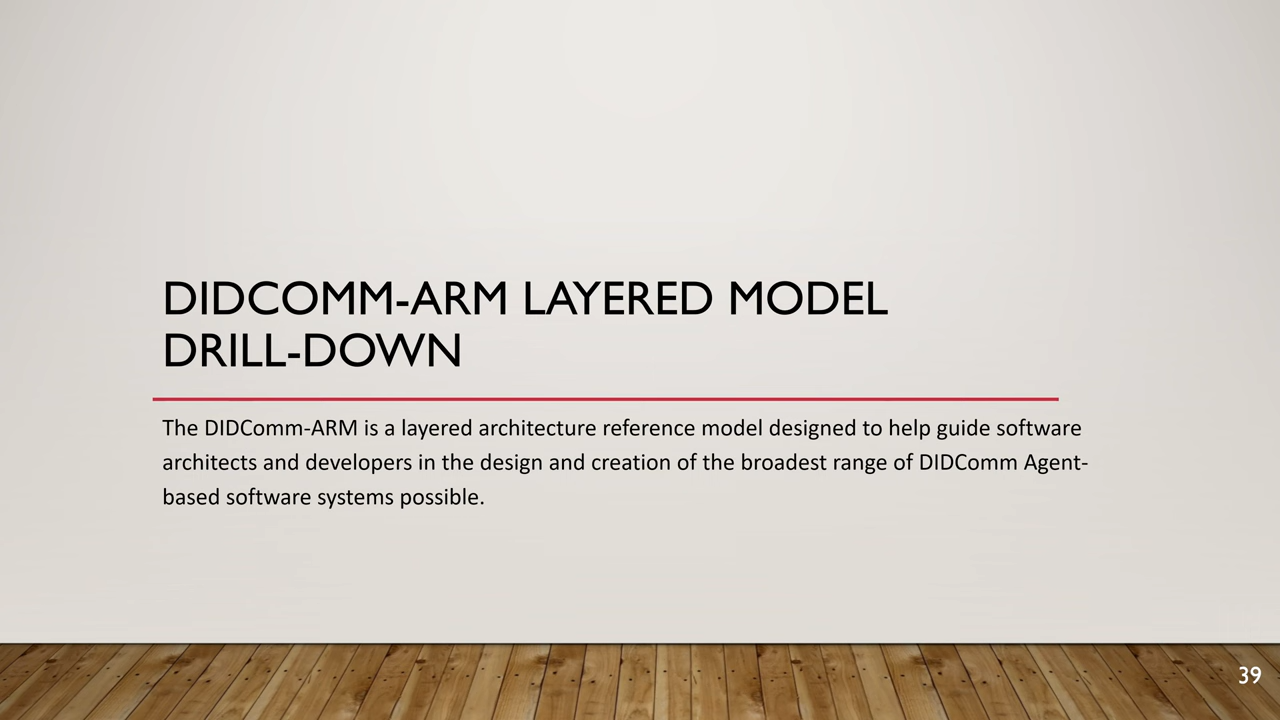 DIDCOMM-ARM LAYERED MODEL
DRILL-DOWN
The DIDComm-ARM is a layered architecture reference model designed to help guide software
architects and developers in the design and creation of the broadest range of DIDComm Agent-
based software systems possible.
39